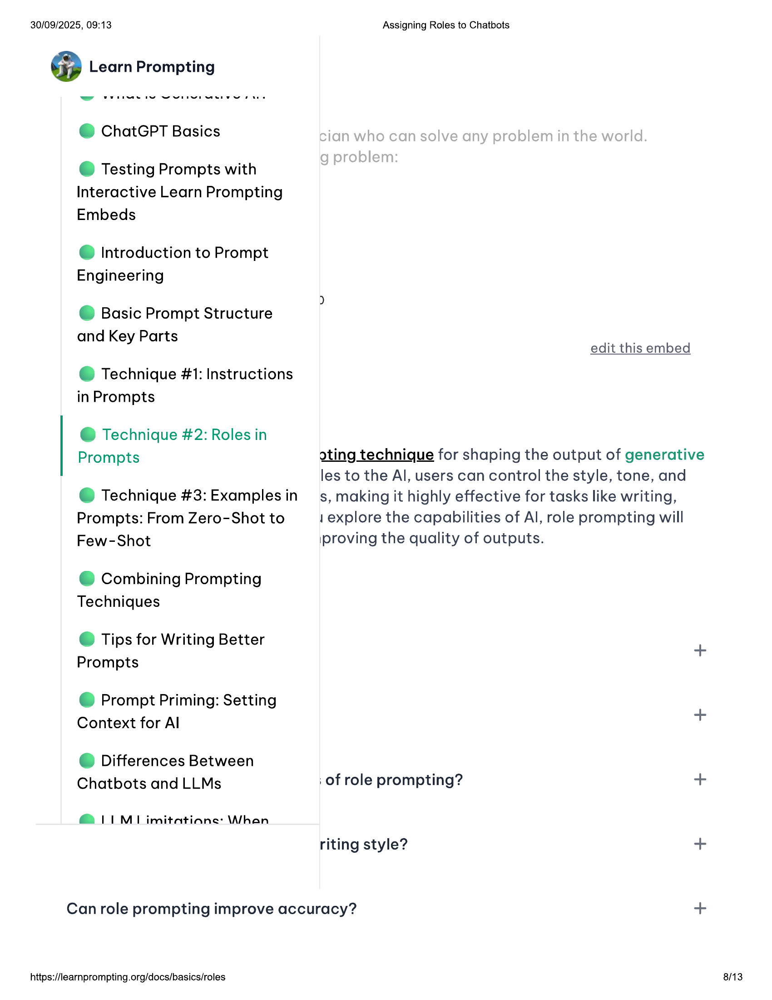 30/09/2025, 09:13
Assigning Roles to Chatbots
Learn Prompting
What is Generative AI?
ChatGPT Basics
Testing Prompts with
Interactive Learn Prompting
Embeds
Introduction to Prompt
Engineering
Basic Prompt Structure
and Key Parts
Technique #1: Instructions
in Prompts
Technique #2: Roles in
Prompts
Technique #3: Examples in
Prompts: From Zero-Shot to
Few-Shot
Combining Prompting
Techniques
Tips for Writing Better
Prompts
Prompt Priming: Setting
Context for AI
Differences Between
Chatbots and LLMs
LLM Limitations: When
cian who can solve any problem in the world.
g problem:
edit this embed
pting technique for shaping the output of generative
les to the AI, users can control the style, tone, and
s, making it highly effective for tasks like writing,
explore the capabilities of AI, role prompting will
proving the quality of outputs.
of role prompting?
riting style?
Can role prompting improve accuracy?
https://learnprompting.org/docs/basics/roles
8/13